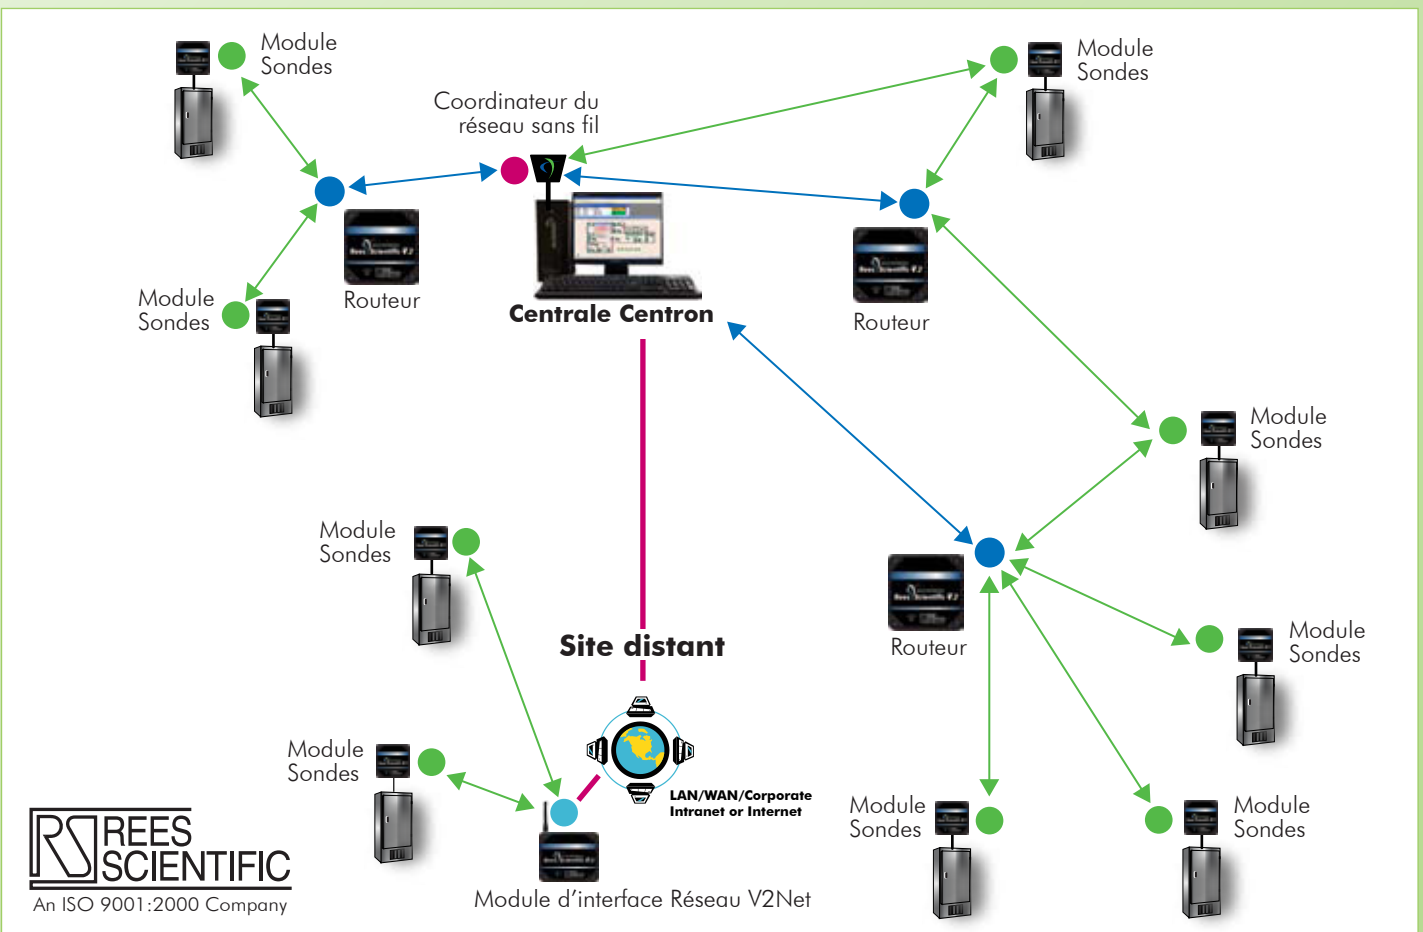 Module
Sondes
Coordinateur du
réseau sans fil
Module
Sondes
Routeur
Module
Sondes
Centrale Centron
Routeur
Module
Sondes
Module
Sondes
Site distant
Routeur
Module
Sondes
Module
Sondes
LAN/WAN/Corporate
Intranet or Internet
Module
Sondes
Module
Sondes
REES
SCIENTIFIC
An ISO 9001:2000 Company
Module d’interface Réseau V2Net